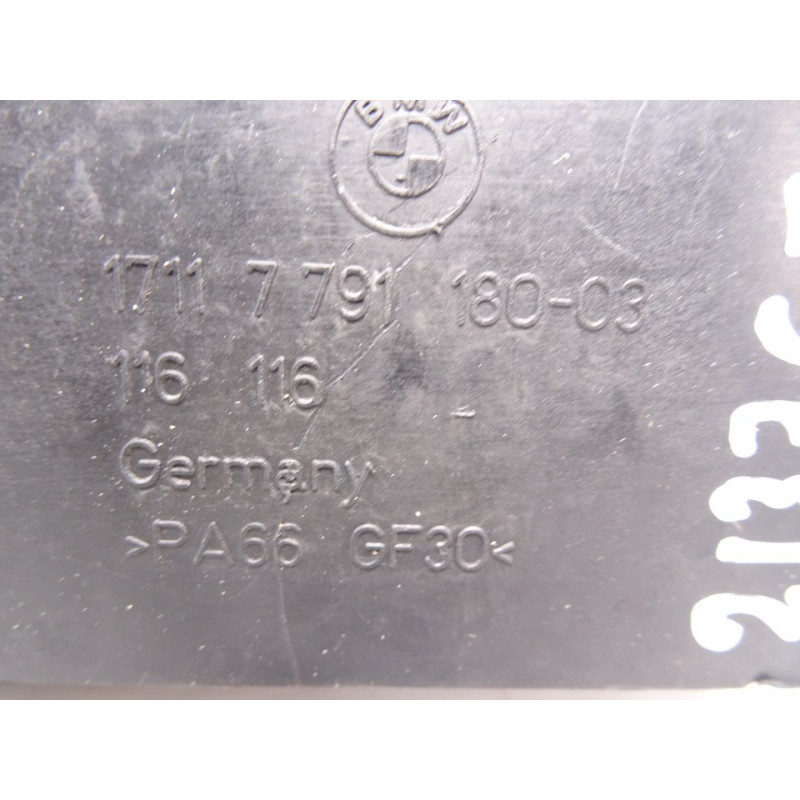 BMW
1711 7 791 180-03
116 116
Germany
>PA66 GF30<